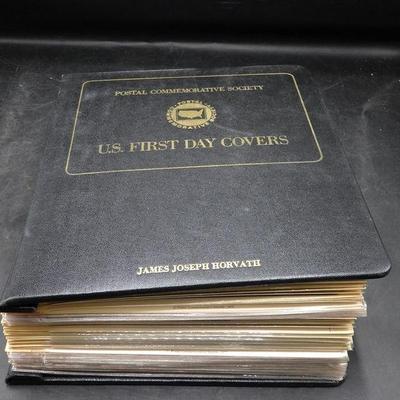 POSTAL COMMEMORATIVE SOCIETY
U.S. FIRST DAY COVERS
JAMES JOSEPH HORVATH